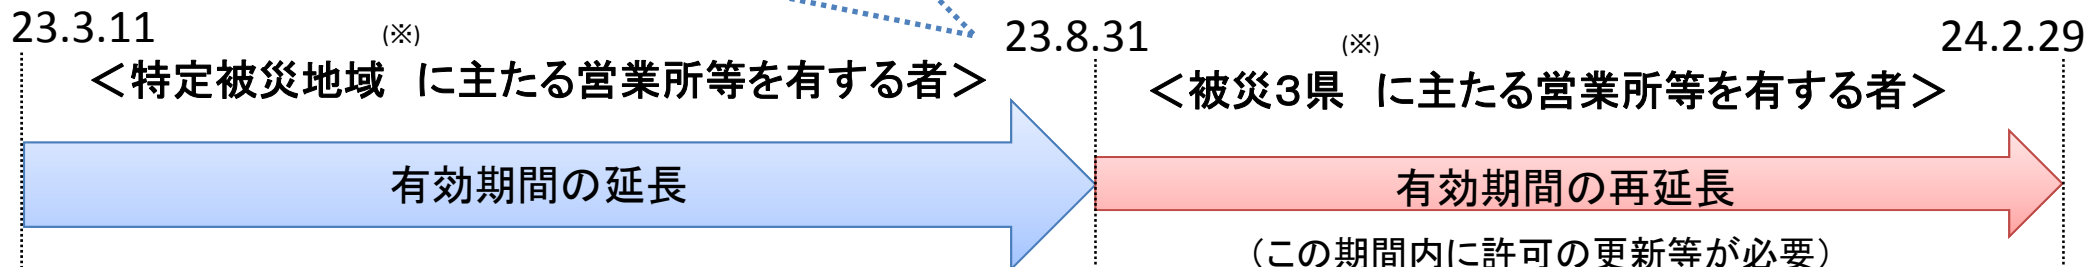 23.3.11
23.8.31
24.2.29
(※)
<特定被災地域 に主たる営業所等を有する者>
(※)
<被災3県 に主たる営業所等を有する者>
有効期間の延長
有効期間の再延長
(この期間内に許可の更新等が必要)